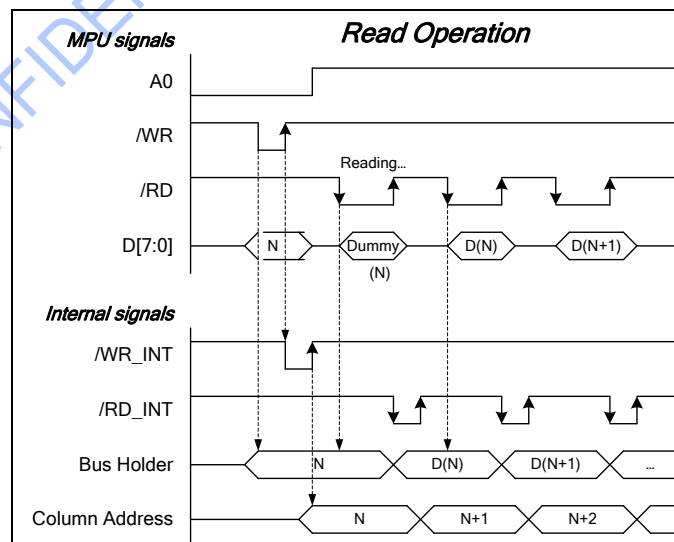 NFIDE
MPU signals
Read Operation
A0
/WR
Reading...
/RD
D[7:0]
N
Dummy
D(N)
D(N+1)
(N)
Internal signals
/WR_INT
/RD_INT
Bus Holder
N
D(N)
D(N+1)
...
Column Address
N
N+1
N+2